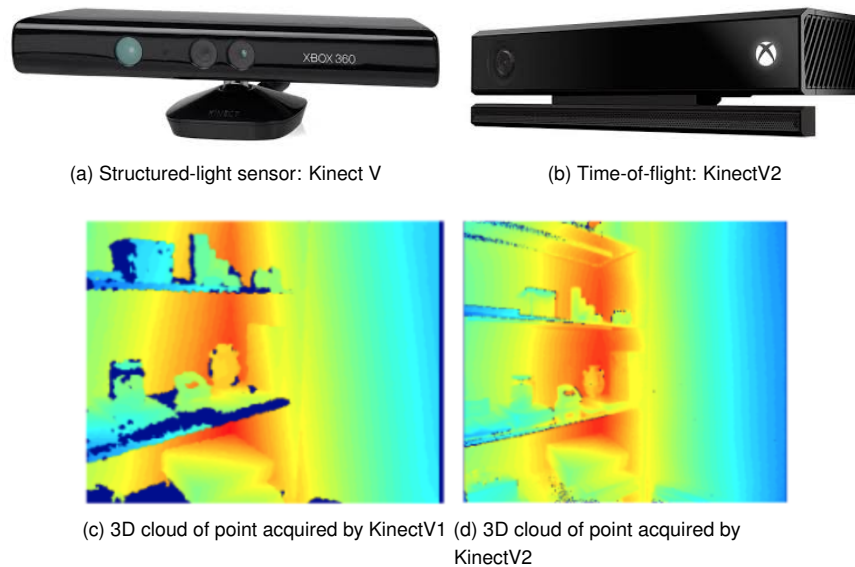 XBOX 360
KINECT
(a) Structured-light sensor: Kinect V
(b) Time-of-flight: KinectV2
(c) 3D cloud of point acquired by KinectV1
(d) 3D cloud of point acquired by
KinectV2